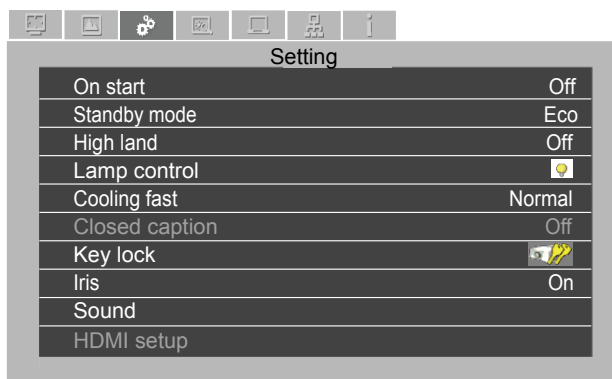 Setting
On start Off
Standby mode Eco
High land Off
Lamp control
Cooling fast Normal
Closed caption Off
Key lock
Iris On
Sound
HDMI setup